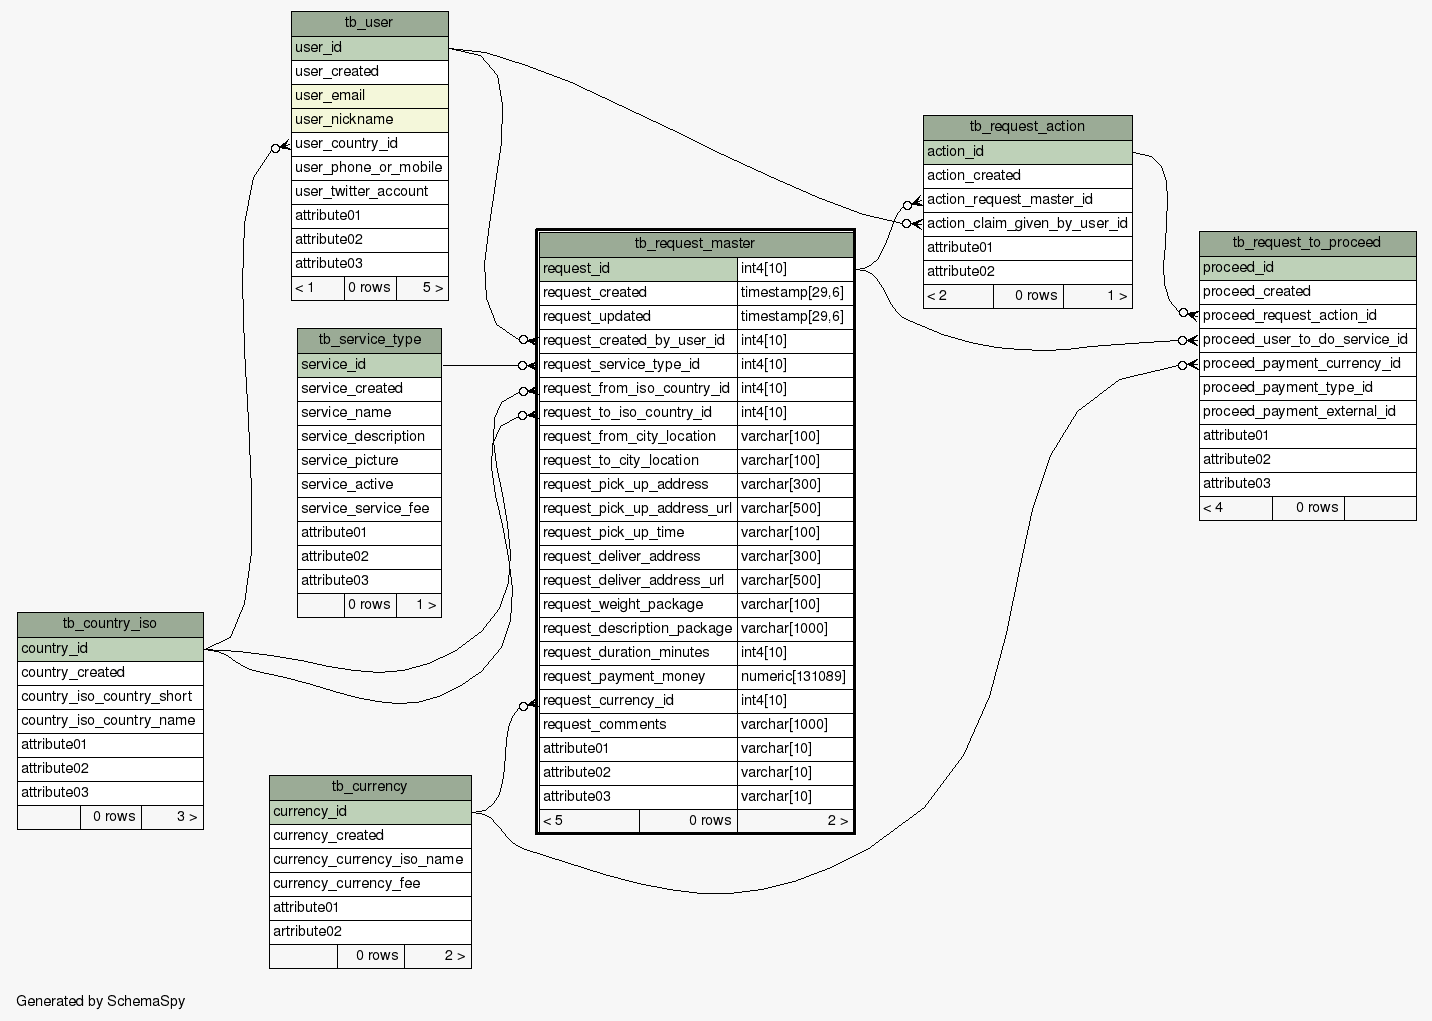 tb_user
user_id
user_created
user_email
user_nickname
user_country_id
user_phone_or_mobile
user_twitter_account
attribute01
attribute02
attribute03
< 1 0 rows 5 >
tb_service_type
service_id
service_created
service_name
service_description
service_picture
service_active
service_service_fee
attribute01
attribute02
attribute03
0 rows 1 >
tb_country_iso
country_id
country_created
country_iso_country_short
country_iso_country_name
attribute01
attribute02
attribute03
0 rows 3 >
tb_currency
currency_id
currency_created
currency_currency_iso_name
currency_currency_fee
attribute01
artribute02
0 rows 2 >
tb_request_master
request_id int4[10]
request_created timestamp[29,6]
request_updated timestamp[29,6]
request_created_by_user_id int4[10]
request_service_type_id int4[10]
request_from_iso_country_id int4[10]
request_to_iso_country_id int4[10]
request_from_city_location varchar[100]
request_to_city_location varchar[100]
request_pick_up_address varchar[300]
request_pick_up_address_url varchar[500]
request_pick_up_time varchar[100]
request_deliver_address varchar[300]
request_deliver_address_url varchar[500]
request_weight_package varchar[100]
request_description_package varchar[1000]
request_duration_minutes int4[10]
request_payment_money numeric[131089]
request_currency_id int4[10]
request_comments varchar[1000]
attribute01 varchar[10]
attribute02 varchar[10]
attribute03 varchar[10]
< 5 0 rows 2 >
tb_request_action
action_id
action_created
action_request_master_id
action_claim_given_by_user_id
attribute01
attribute02
< 2 0 rows 1 >
tb_request_to_proceed
proceed_id
proceed_created
proceed_request_action_id
proceed_user_to_do_service_id
proceed_payment_currency_id
proceed_payment_type_id
proceed_payment_external_id
attribute01
attribute02
attribute03
< 4 0 rows
Generated by SchemaSpy